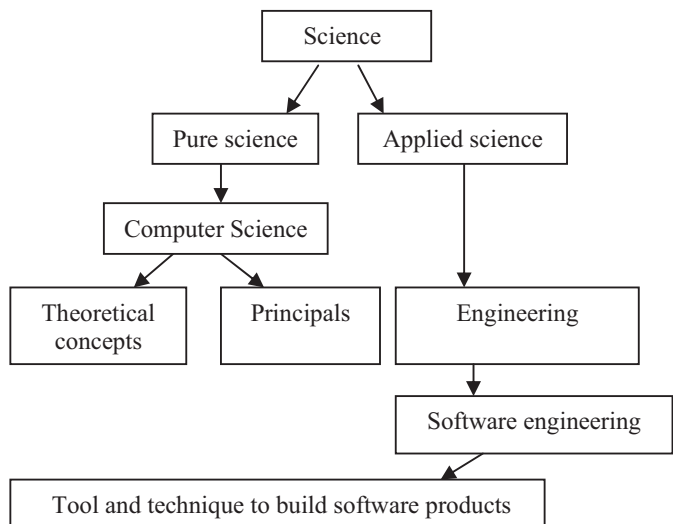 Science
Pure science
Applied science
Computer Science
Theoretical
concepts
Principals
Engineering
Software engineering
Tool and technique to build software products